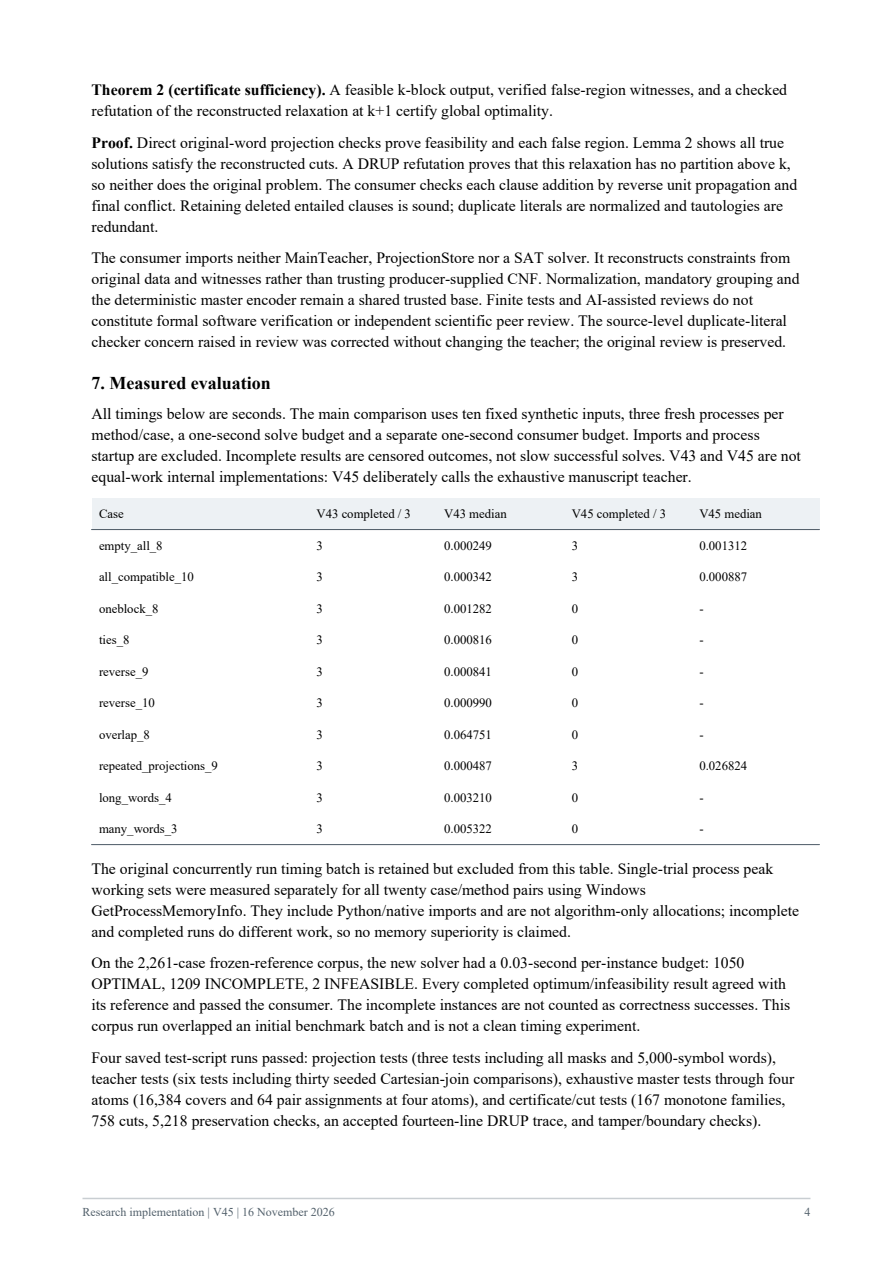 Theorem 2 (certificate sufficiency). A feasible k-block output, verified false-region witnesses, and a checked
refutation of the reconstructed relaxation at k+1 certify global optimality.
Proof. Direct original-word projection checks prove feasibility and each false region. Lemma 2 shows all true
solutions satisfy the reconstructed cuts. A DRUP refutation proves that this relaxation has no partition above k,
so neither does the original problem. The consumer checks each clause addition by reverse unit propagation and
final conflict. Retaining deleted entailed clauses is sound; duplicate literals are normalized and tautologies are
redundant.
The consumer imports neither MainTeacher, ProjectionStore nor a SAT solver. It reconstructs constraints from
original data and witnesses rather than trusting producer-supplied CNF. Normalization, mandatory grouping and
the deterministic master encoder remain a shared trusted base. Finite tests and AI-assisted reviews do not
constitute formal software verification or independent scientific peer review. The source-level duplicate-literal
checker concern raised in review was corrected without changing the teacher; the original review is preserved.
7. Measured evaluation
All timings below are seconds. The main comparison uses ten fixed synthetic inputs, three fresh processes per
method/case, a one-second solve budget and a separate one-second consumer budget. Imports and process
startup are excluded. Incomplete results are censored outcomes, not slow successful solves. V43 and V45 are not
equal-work internal implementations: V45 deliberately calls the exhaustive manuscript teacher.
Case V43 completed / 3 V43 median V45 completed / 3 V45 median
empty_all_8 3 0.000249 3 0.001312
all_compatible_10 3 0.000342 3 0.000887
oneblock_8 3 0.001282 0 -
ties_8 3 0.000816 0 -
reverse_9 3 0.000841 0 -
reverse_10 3 0.000990 0 -
overlap_8 3 0.064751 0 -
repeated_projections_9 3 0.000487 3 0.026824
long_words_4 3 0.003210 0 -
many_words_3 3 0.005322 0 -
The original concurrently run timing batch is retained but excluded from this table. Single-trial process peak
working sets were measured separately for all twenty case/method pairs using Windows
GetProcessMemoryInfo. They include Python/native imports and are not algorithm-only allocations; incomplete
and completed runs do different work, so no memory superiority is claimed.
On the 2,261-case frozen-reference corpus, the new solver had a 0.03-second per-instance budget: 1050
OPTIMAL, 1209 INCOMPLETE, 2 INFEASIBLE. Every completed optimum/infeasibility result agreed with
its reference and passed the consumer. The incomplete instances are not counted as correctness successes. This
corpus run overlapped an initial benchmark batch and is not a clean timing experiment.
Four saved test-script runs passed: projection tests (three tests including all masks and 5,000-symbol words),
teacher tests (six tests including thirty seeded Cartesian-join comparisons), exhaustive master tests through four
atoms (16,384 covers and 64 pair assignments at four atoms), and certificate/cut tests (167 monotone families,
758 cuts, 5,218 preservation checks, an accepted fourteen-line DRUP trace, and tamper/boundary checks).
Research implementation | V45 | 16 November 2026 4